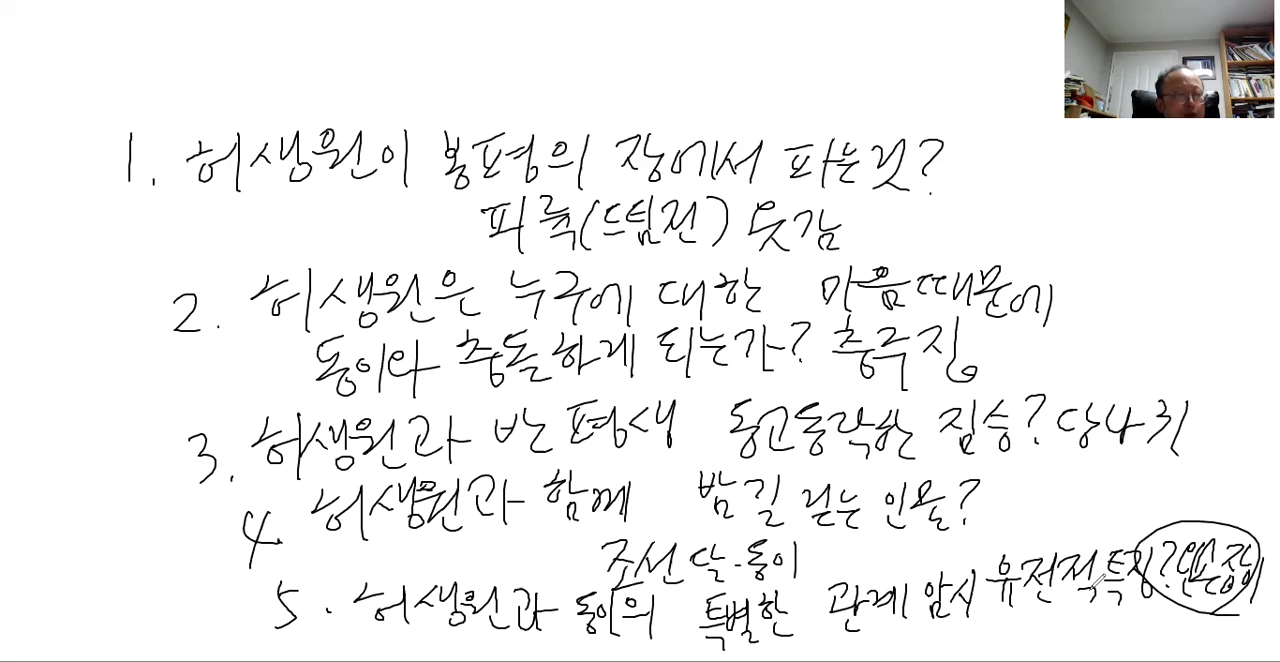 1. 허생원이 봉평의 장에서 파는것?
피륙(드팀전) 옷감
2. 허생원은 누구에 대한 마음때문에
동이와 충돌하게 되는가? 충주집
3. 허생원과 반평생 동고동락한 짐승? 당나귀
4. 허생원과 함께 밤길 걷는 인물?
조선달-동이
5. 허생원과 동이의 특별한 관계 암시 유전적 특징? 왼손잡이